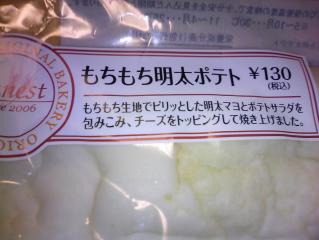 ORIGINAL BAKERY
nest
2006
もちもち明太ポテト ¥130
(税込)
もちもち生地でピリッとした明太マヨとポテトサラダを
包みこみ、チーズをトッピングして焼き上げました。